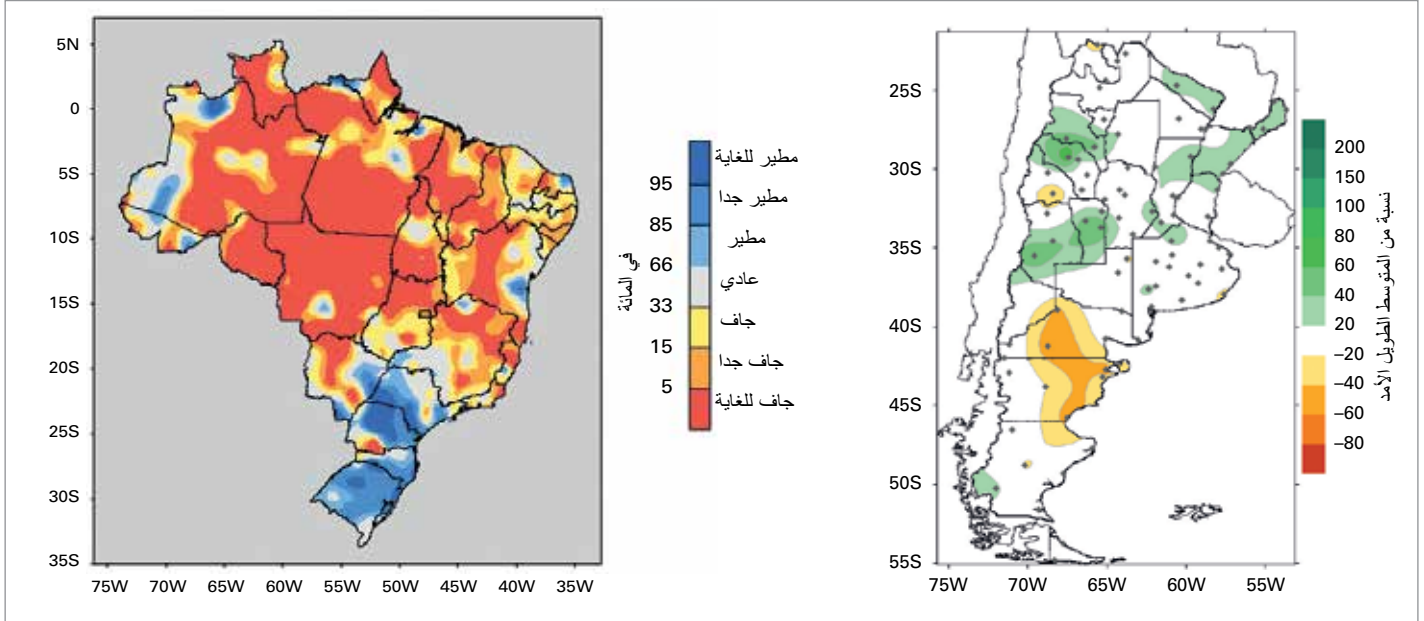 5N
0
5S
10S
15S
20S
25S
30S
35S
75W 70W 65W 60W 55W 50W 45W 40W 35W
مطير للغاية
95
مطير جدا
85
مطير
66
عادي
33
جاف
15
جاف جدا
5
جاف للغاية
في المائة
25S
30S
35S
40S
45S
50S
55S
75W 70W 65W 60W 55W
200
150
100
80
60
40
20
–20
–40
–60
–80
نسبة من المتوسط الطويل الأمد